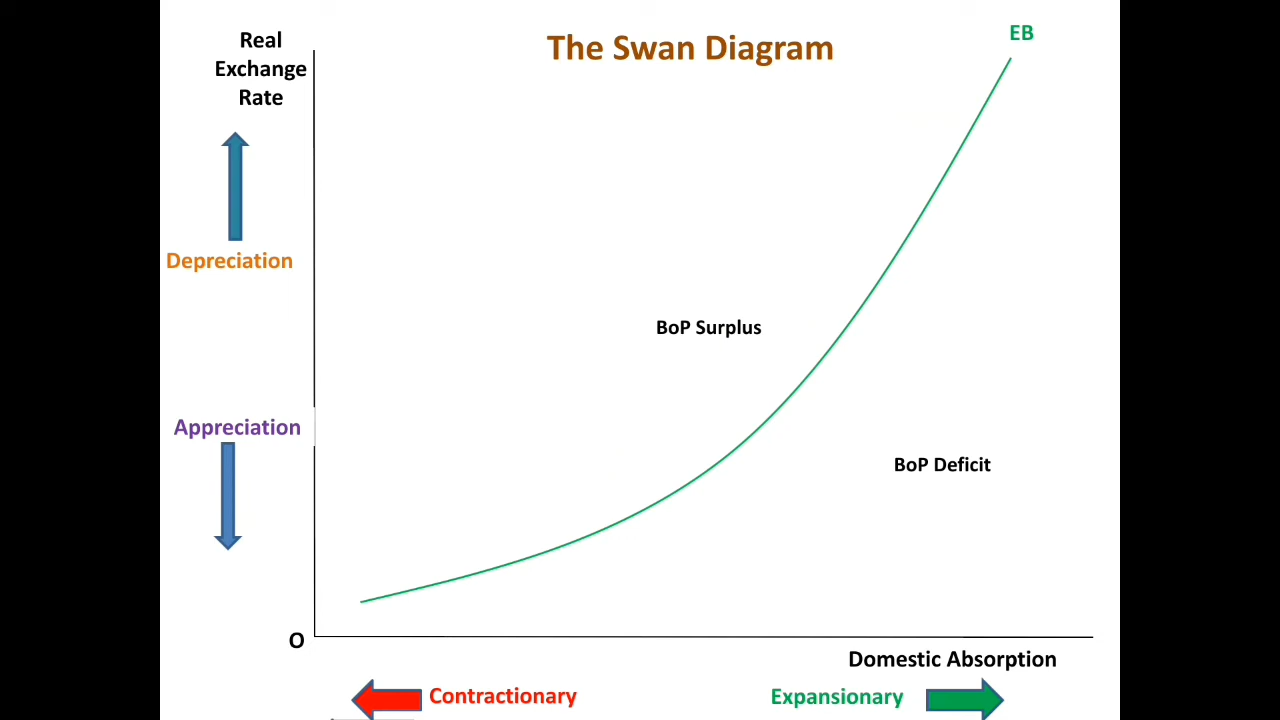 The Swan Diagram
EB
Real
Exchange
Rate
Depreciation
BoP Surplus
Appreciation
BoP Deficit
O
Domestic Absorption
Contractionary
Expansionary